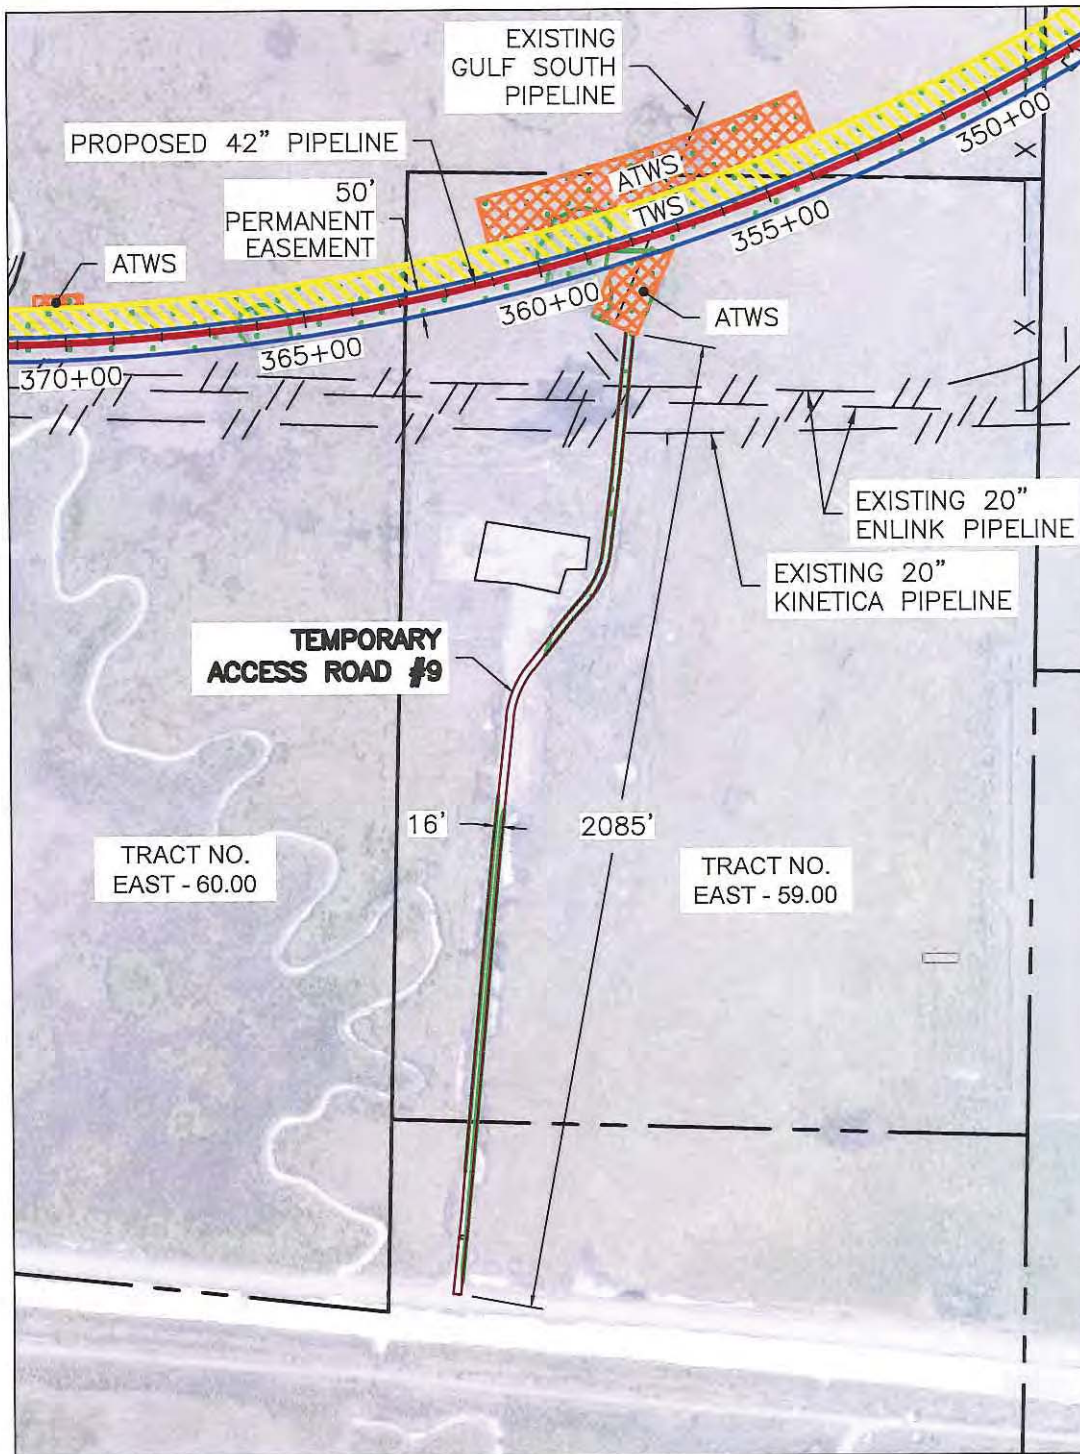 EXISTING
GULF SOUTH
PIPELINE
PROPOSED 42" PIPELINE
50'
PERMANENT
EASEMENT
ATWS
ATWS
TWS
350+00
355+00
360+00
365+00
370+00
ATWS
X
X
EXISTING 20"
ENLINK PIPELINE
EXISTING 20"
KINETICA PIPELINE
TEMPORARY
ACCESS ROAD #9
16'
2085'
TRACT NO.
EAST - 60.00
TRACT NO.
EAST - 59.00